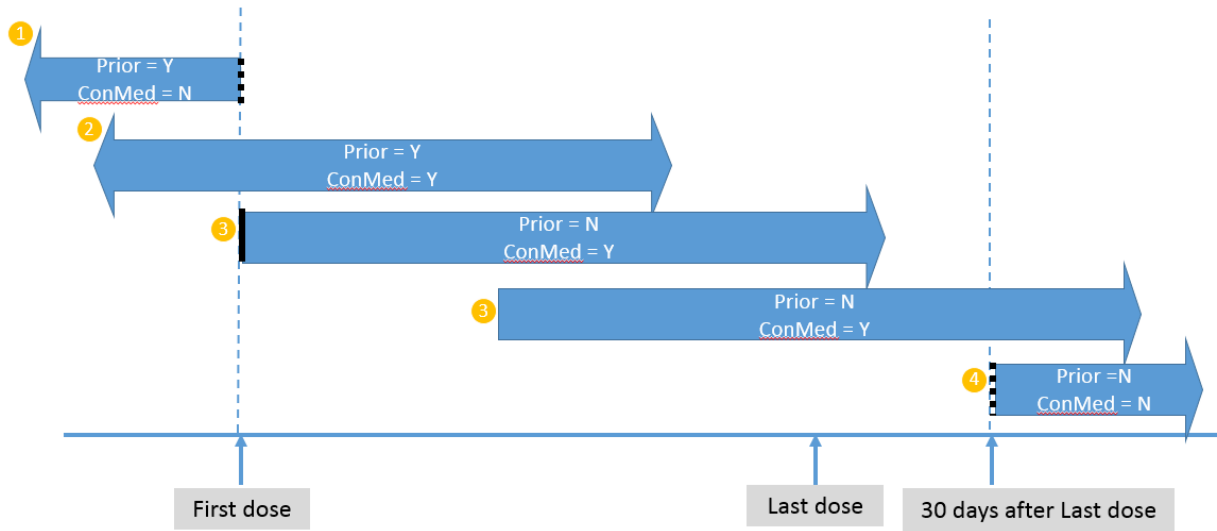 1
Prior = Y
ConMed = N
2
Prior = Y
ConMed = Y
3
Prior = N
ConMed = Y
3
Prior = N
ConMed = Y
4
Prior =N
ConMed = N
First dose
Last dose
30 days after Last dose